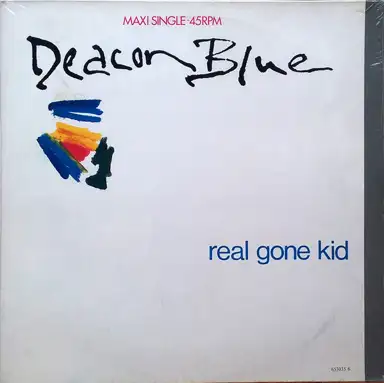 MAXI SINGLE·45RPM
Deacon Blue
real gone kid